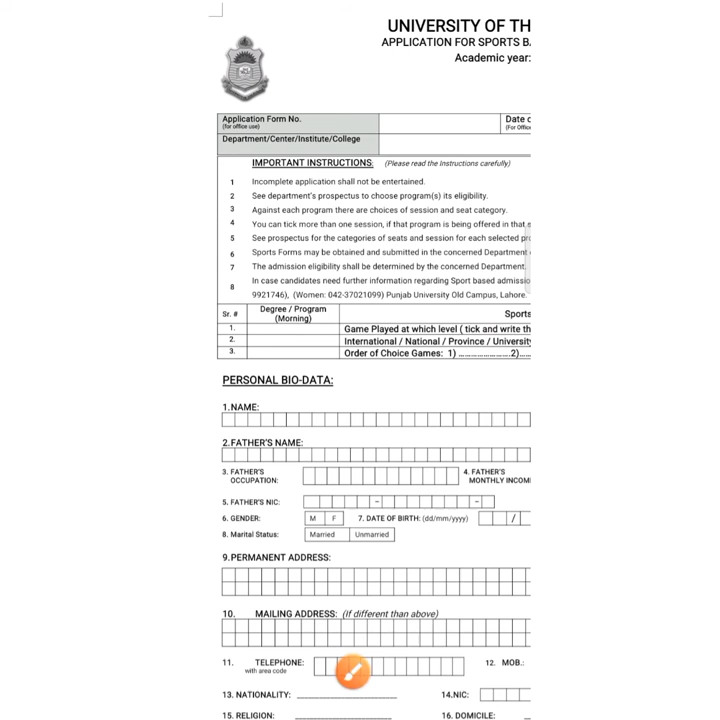 UNIVERSITY OF TH
APPLICATION FOR SPORTS B
Academic year:
Application Form No.
(for office use)
Date
(For Office
Department/Center/Institute/College
IMPORTANT INSTRUCTIONS: (Please read the Instructions carefully)
1 Incomplete application shall not be entertained.
2 See department's prospectus to choose program(s) its eligibility.
3 Against each program there are choices of session and seat category.
4 You can tick more than one session, if that program is being offered in that
5 See prospectus for the categories of seats and session for each selected
6 Sports Forms may be obtained and submitted in the concerned Department
7 The admission eligibility shall be determined by the concerned Department.
8 In case candidates need further information regarding Sport based admissio
9921746), (Women: 042-37021099) Punjab University Old Campus, Lahore.
Sr. # Degree / Program (Morning) Sports
1. Game Played at which level ( tick and write th
2. International / National / Province / University
3. Order of Choice Games: 1) ........................2).....
PERSONAL BIO-DATA:
1.NAME:
2.FATHER'S NAME:
3. FATHER'S OCCUPATION: 4. FATHER'S MONTHLY INCOM
5. FATHER'S NIC: – –
6. GENDER: M F 7. DATE OF BIRTH: (dd/mm/yyyy) /
8. Marital Status: Married Unmarried
9.PERMANENT ADDRESS:
10. MAILING ADDRESS: (If different than above)
11. TELEPHONE: 12. MOB.:
with area code
13. NATIONALITY: ____________________ 14.NIC:
15. RELIGION: ____________________ 16. DOMICILE: __